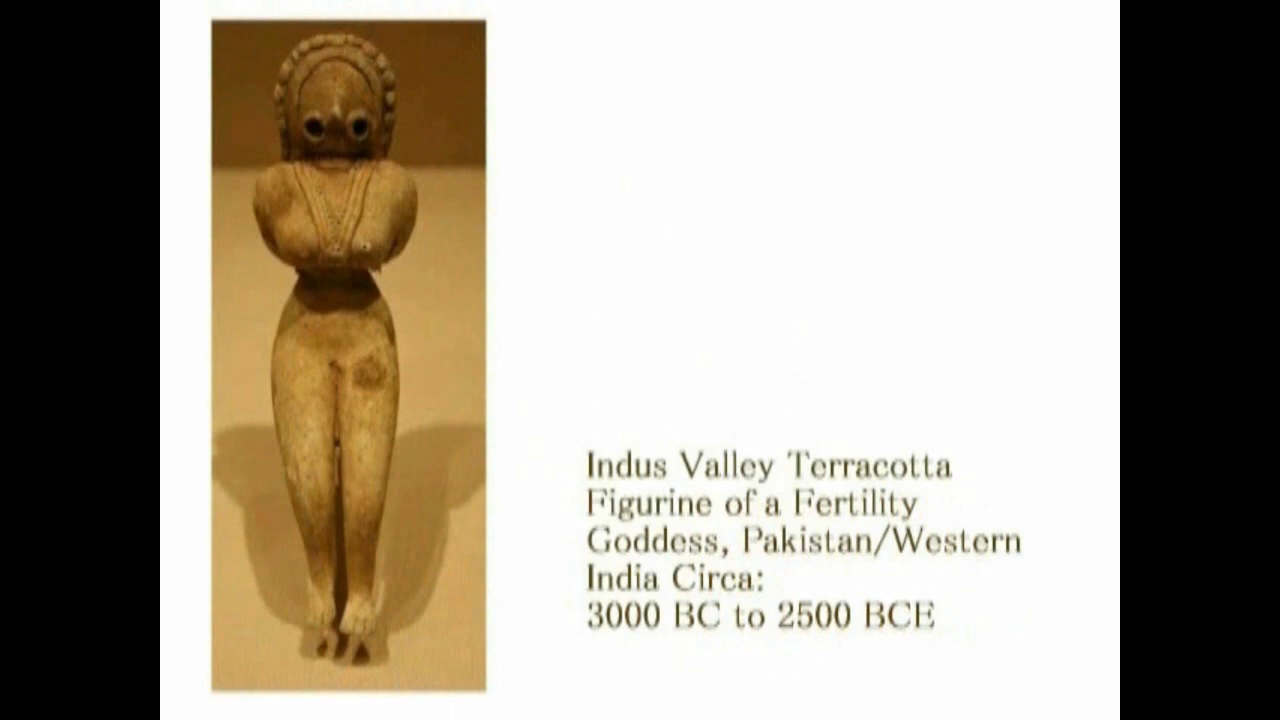 Indus Valley Terracotta
Figurine of a Fertility
Goddess, Pakistan/Western
India Circa:
3000 BC to 2500 BCE